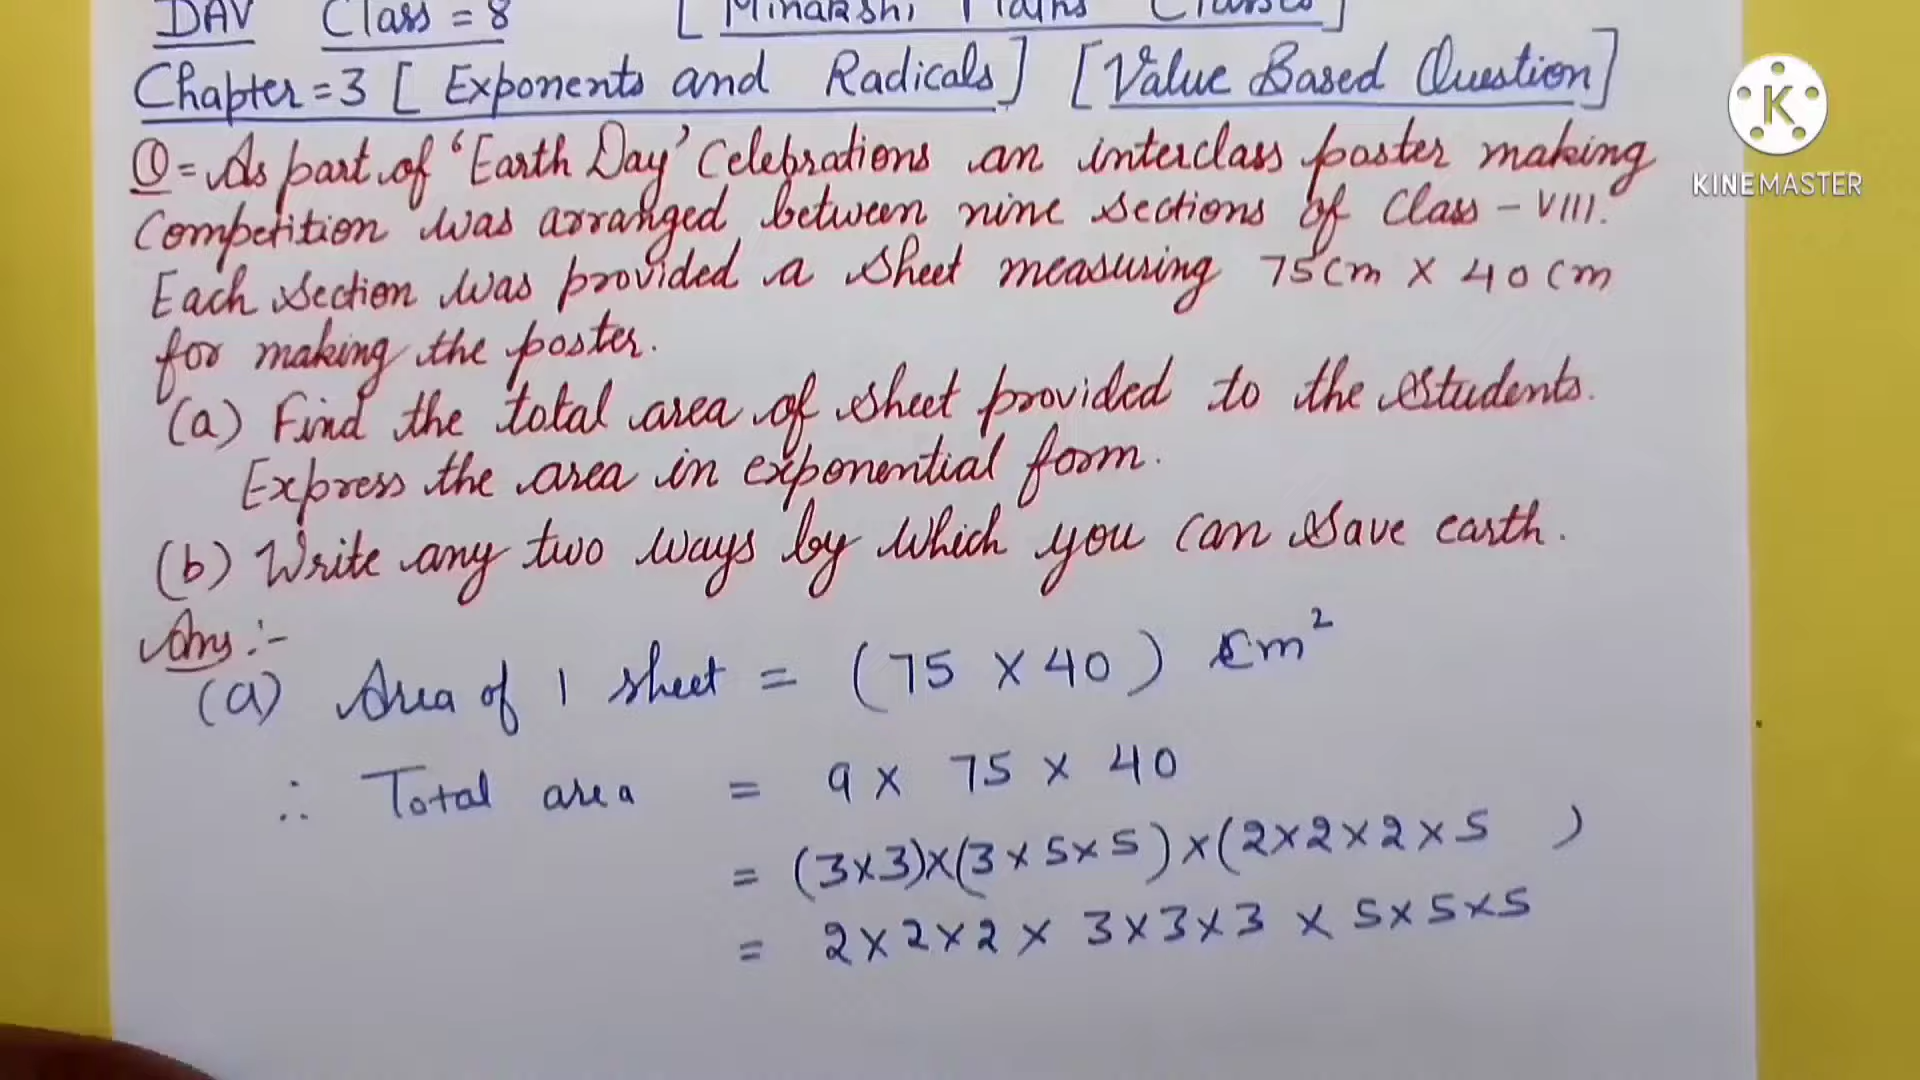 DAV Class = 8 [Minakshi Maths Classes]
Chapter = 3 [Exponents and Radicals] [Value Based Question]
KINEMASTER
Q = As part of 'Earth Day' Celebrations an interclass poster making
Competition was arranged between nine sections of Class - VIII.
Each section was provided a sheet measuring 75cm x 40cm
for making the poster.
(a) Find the total area of sheet provided to the students.
Express the area in exponential form.
(b) Write any two ways by which you can save earth.
Ans :-
(a) Area of 1 sheet = (75 x 40) cm²
∴ Total area = 9 x 75 x 40
= (3x3)x(3x5x5)x(2x2x2x5 )
= 2x2x2 x 3x3x3 x 5x5x5